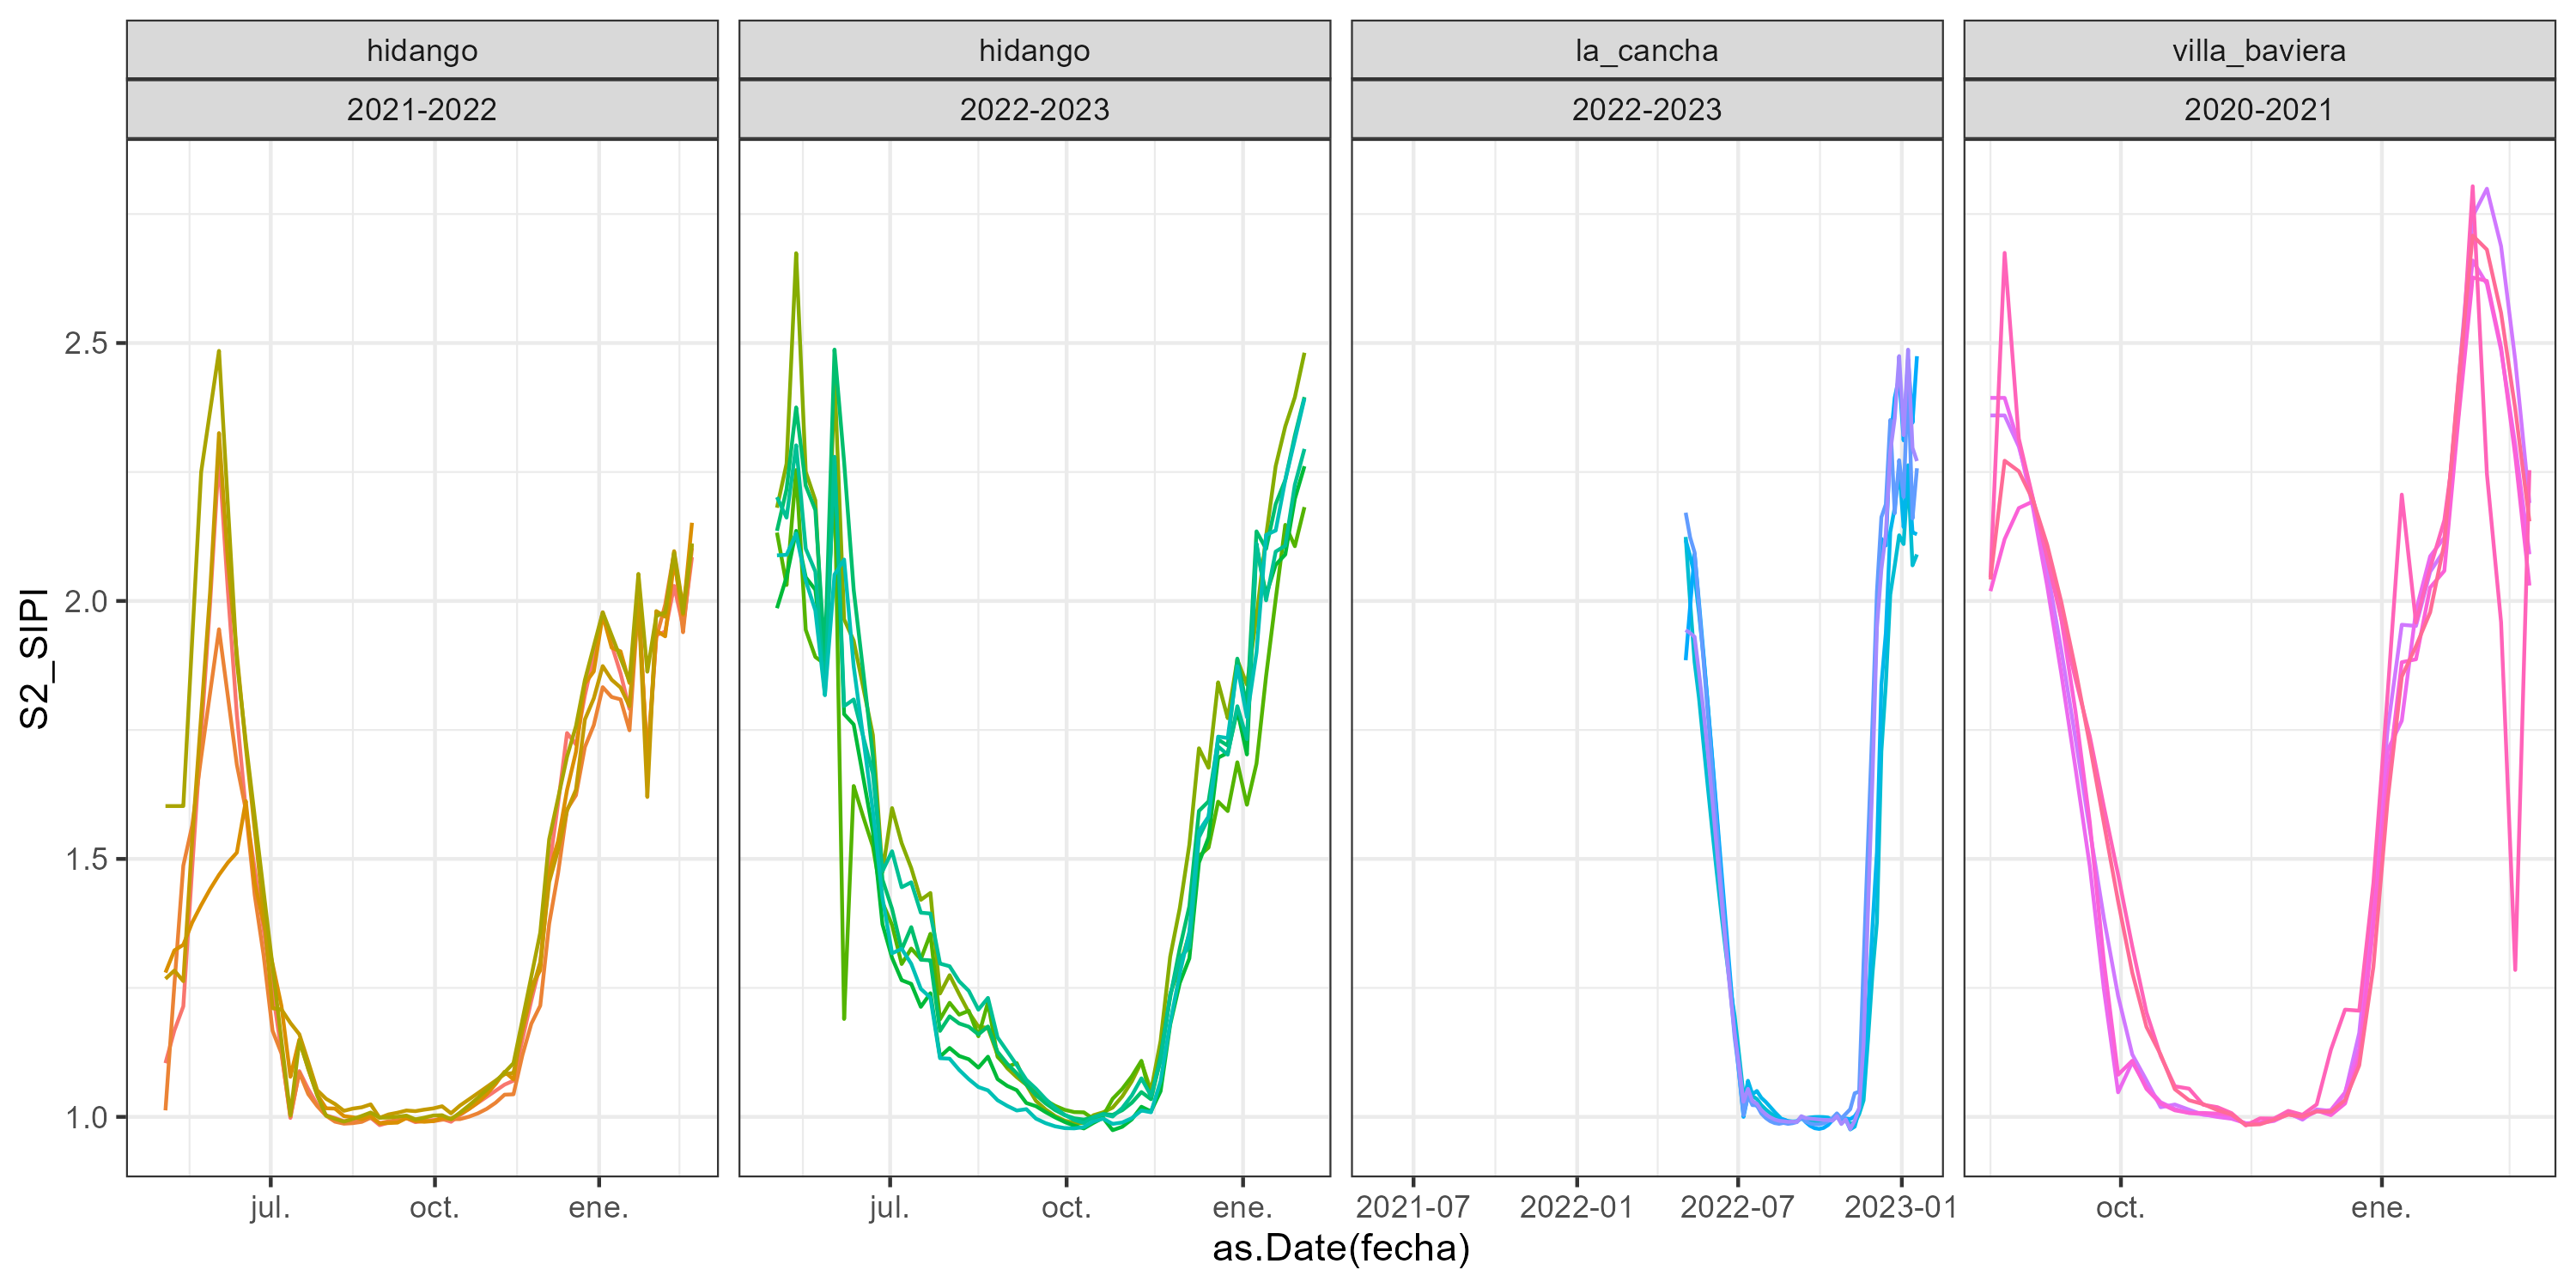 hidango hidango la_cancha villa_baviera
2021-2022 2022-2023 2022-2023 2020-2021
2.5
2.0
1.5
1.0
S2_SIPI
jul. oct. ene. jul. oct. ene. 2021-07 2022-01 2022-07 2023-01 oct. ene.
as.Date(fecha)